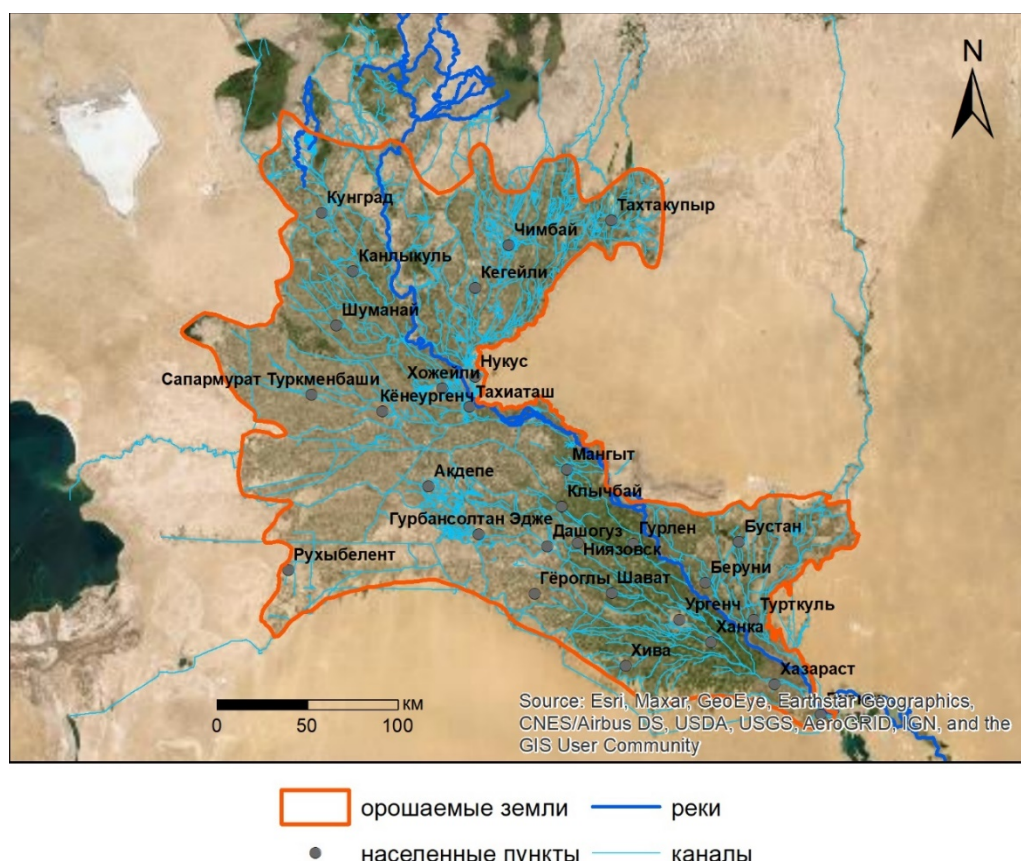 N
Кунград
Тахтакупыр
Чимбай
Канлыкуль
Кегейли
Шуманай
Нукус
Хожейли
Сапармурат Туркменбаши
Тахиаташ
Кёнеургенч
Мангыт
Акдепе
Клычбай
Гурбансолтан Эдже
Гурлен
Бустан
Дашогуз
Ниязовск
Рухыбелент
Беруни
Гёроглы
Шават
Ургенч
Турткуль
Ханка
Хива
Хазараст
0 50 100 КМ
Source: Esri, Maxar, GeoEye, Earthstar Geographics,
CNES/Airbus DS, USDA, USGS, AeroGRID, IGN, and the
GIS User Community
орошаемые земли реки
населенные пункты каналы